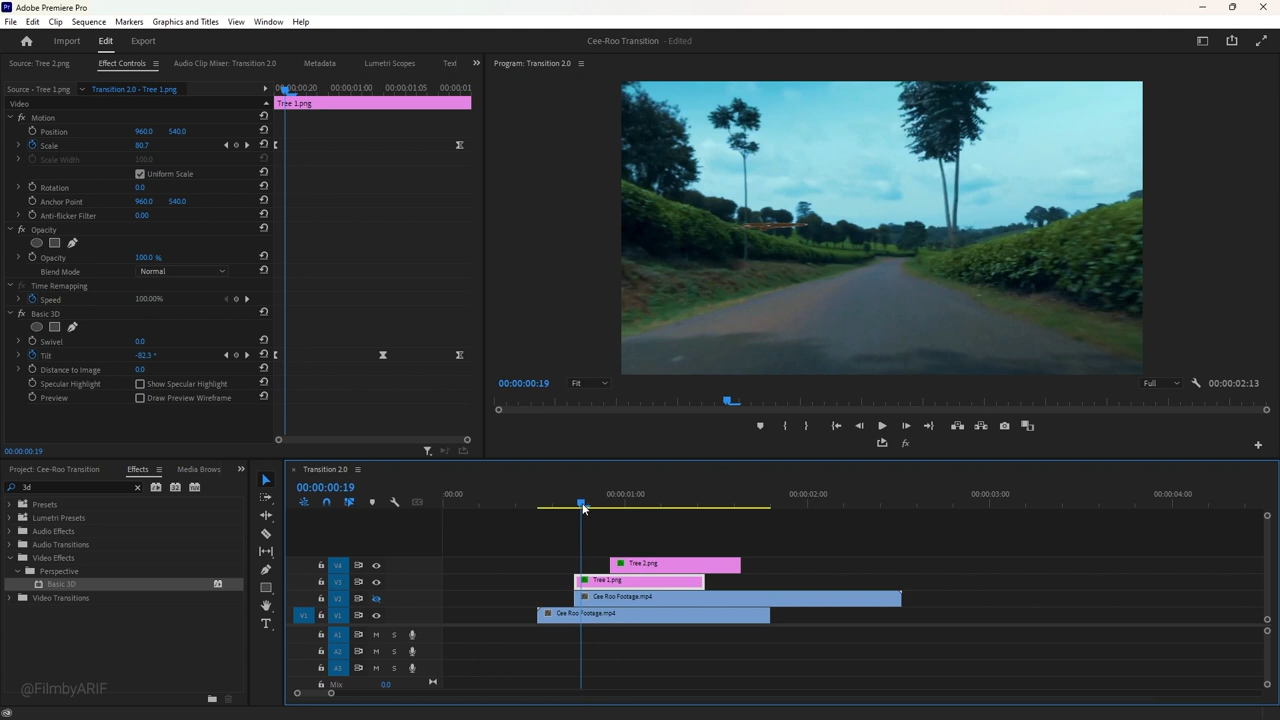 Adobe Premiere Pro
File Edit Clip Sequence Markers Graphics and Titles View Window Help
Import Edit Export Cee-Roo Transition - Edited
Source: Tree 2.png Effect Controls Audio Clip Mixer: Transition 2.0 Metadata Lumetri Scopes Text Program: Transition 2.0
Source - Tree 1.png Transition 2.0 - Tree 1.png 00:00:00:20 00:00:01:00 00:00:01:05 00:00:01
Video Tree 1.png
fx Motion
Position 960.0 540.0
Scale 80.7
Scale Width 100.0
Uniform Scale
Rotation 0.0
Anchor Point 960.0 540.0
Anti-flicker Filter 0.00
fx Opacity
Opacity 100.0 %
Blend Mode Normal
fx Time Remapping
Speed 100.00%
fx Basic 3D
Swivel 0.0
Tilt -82.3 °
Distance to Image 0.0
Specular Highlight Show Specular Highlight
Preview Draw Preview Wireframe
00:00:00:19 Fit Full 00:00:02:13
00:00:00:19
Project: Cee-Roo Transition Effects Media Brows Transition 2.0
3d
00:00:00:19
:00:00 00:00:01:00 00:00:02:00 00:00:03:00 00:00:04:00
Presets
Lumetri Presets
Audio Effects
Audio Transitions
Video Effects
Perspective
Basic 3D
Video Transitions
V4 Tree 2.png
V3 Tree 1.png
V2 Cee Roo Footage.mp4
V1 V1 Cee Roo Footage.mp4
A1 M S
A2 M S
A3 M S
Mix 0.0
@FilmbyARIF